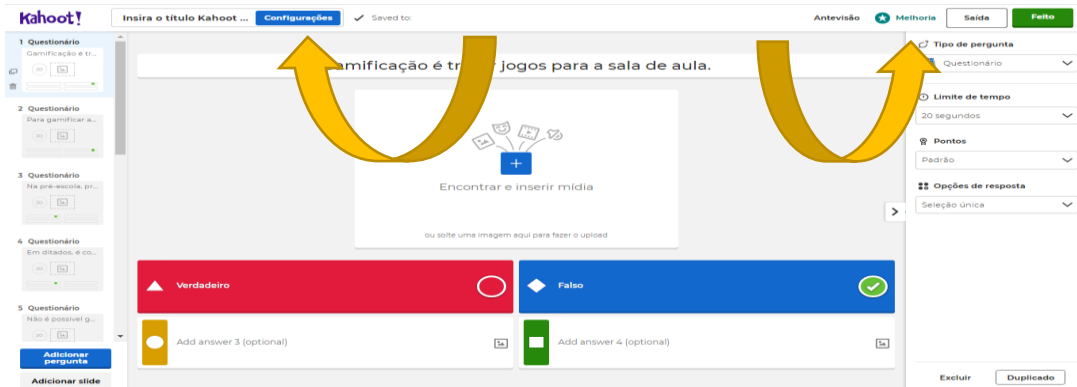 Kahoot!
Insira o título Kahoot ...
Configurações
Saved to:
Antevisão
Melhoria
Saída
Feito
1 Questionário
Gamificação é tr...
2 Questionário
Para gamificar a...
3 Questionário
Na pré-escola, pr...
4 Questionário
Em ditados, é co...
5 Questionário
Não é possível g...
Adicionar
pergunta
Adicionar slide
amificação é tr jogos para a sala de aula.
Encontrar e inserir mídia
ou solte uma imagem aqui para fazer o upload
Verdadeiro
Falso
Add answer 3 (optional)
Add answer 4 (optional)
Tipo de pergunta
Questionário
Limite de tempo
20 segundos
Pontos
Padrão
Opções de resposta
Seleção única
Excluir
Duplicado